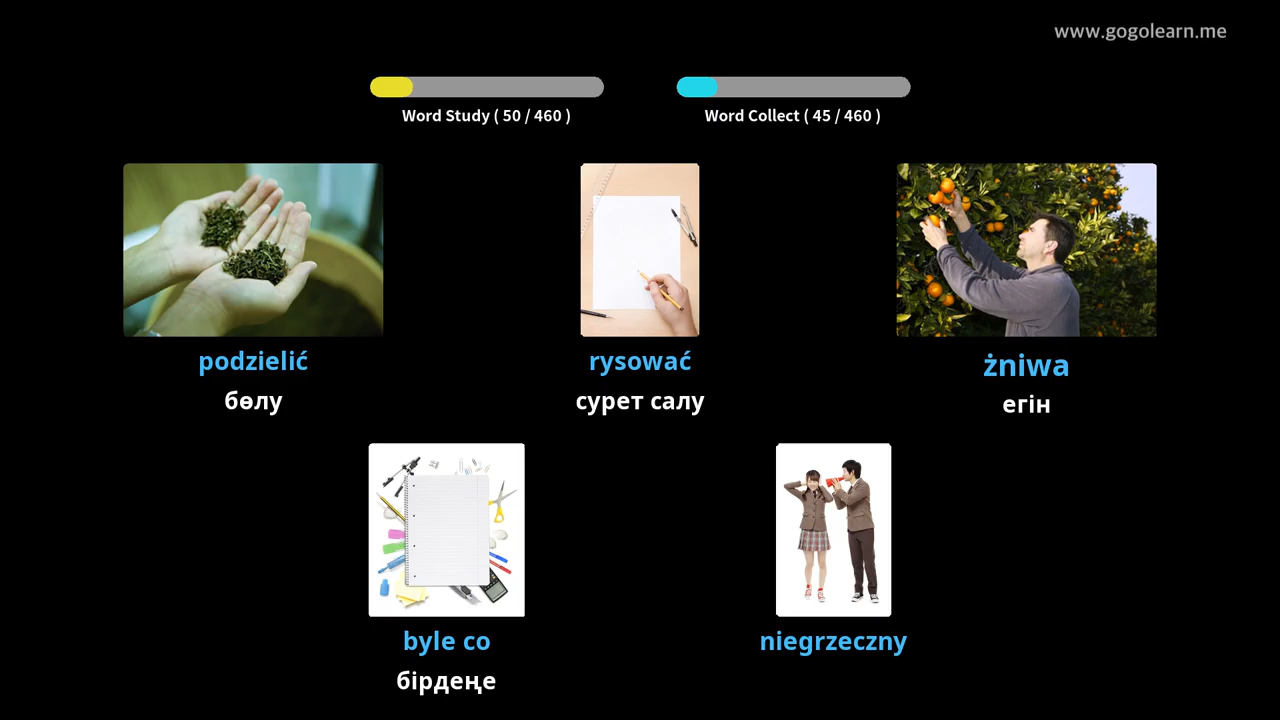 www.gogolearn.me
Word Study ( 50 / 460 )
Word Collect ( 45 / 460 )
podzielić
rysować
żniwa
бөлу
сурет салу
егін
byle co
niegrzeczny
бірдеңе